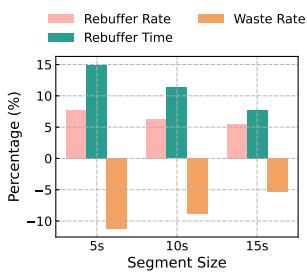 Rebuffer Rate
Waste Rate
Rebuffer Time
Percentage (%)
15
10
5
0
−5
−10
5s
10s
15s
Segment Size